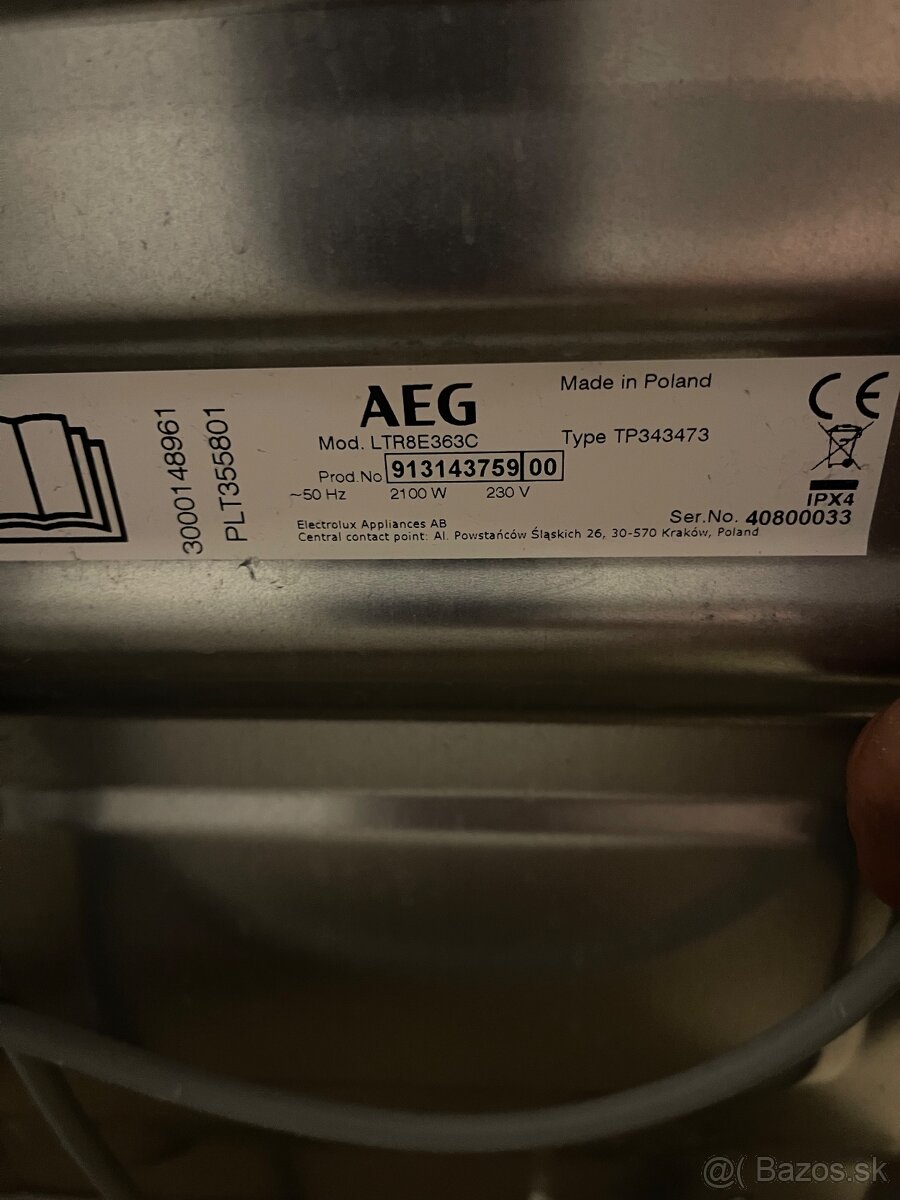 3000148961
PLT355801
AEG
Made in Poland
CE
Mod. LTR8E363C
Type TP343473
Prod.No 913143759 00
~50 Hz 2100 W 230 V
IPX4
Ser.No. 40800033
Electrolux Appliances AB
Central contact point: Al. Powstańców Śląskich 26, 30-570 Kraków, Poland
@( Bazos.sk